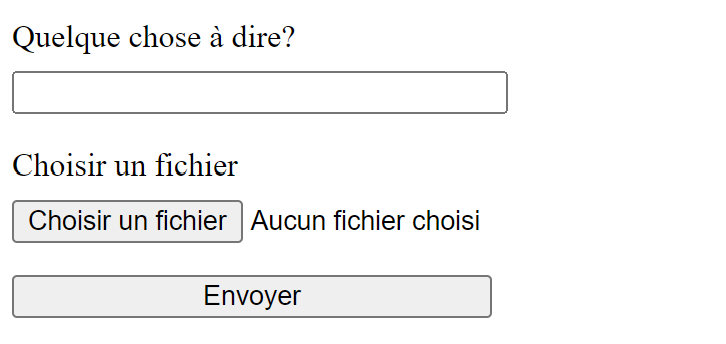 Quelque chose à dire?
Choisir un fichier
Choisir un fichier Aucun fichier choisi
Envoyer